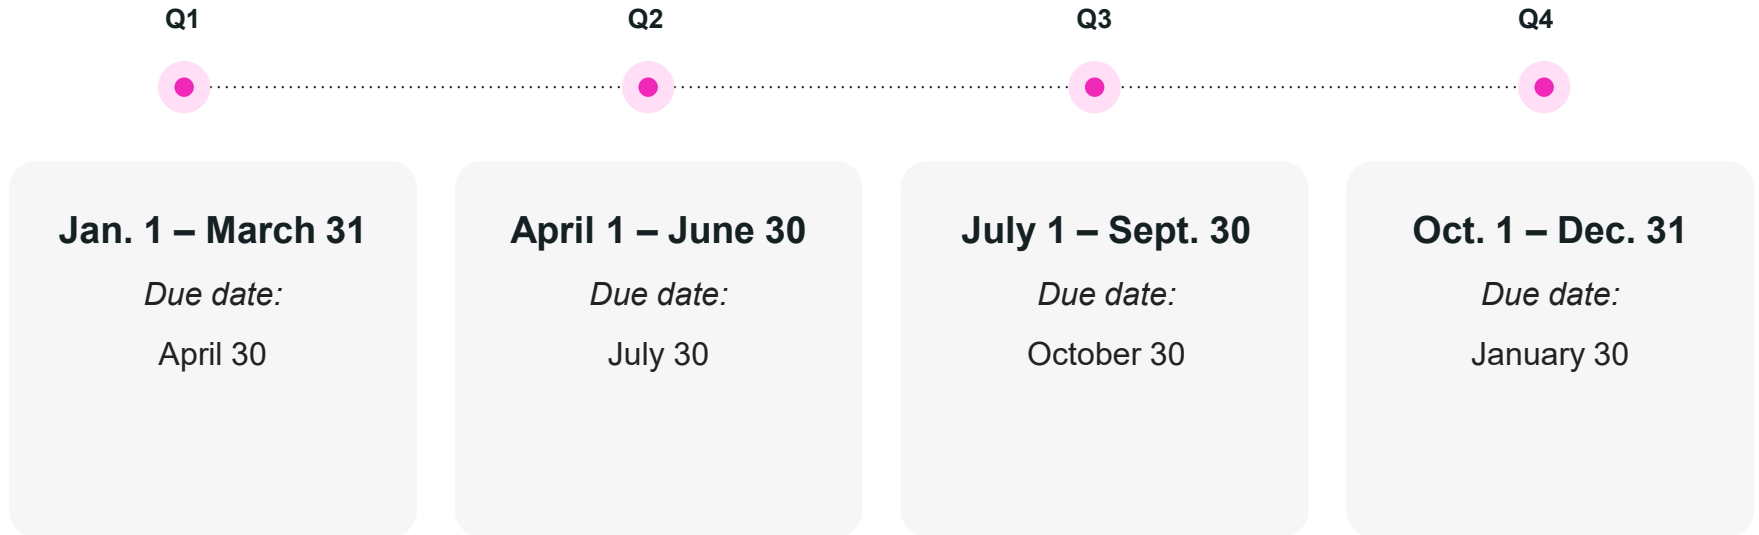 Q1
Q2
Q3
Q4
Jan. 1 – March 31
Due date:
April 30
April 1 – June 30
Due date:
July 30
July 1 – Sept. 30
Due date:
October 30
Oct. 1 – Dec. 31
Due date:
January 30